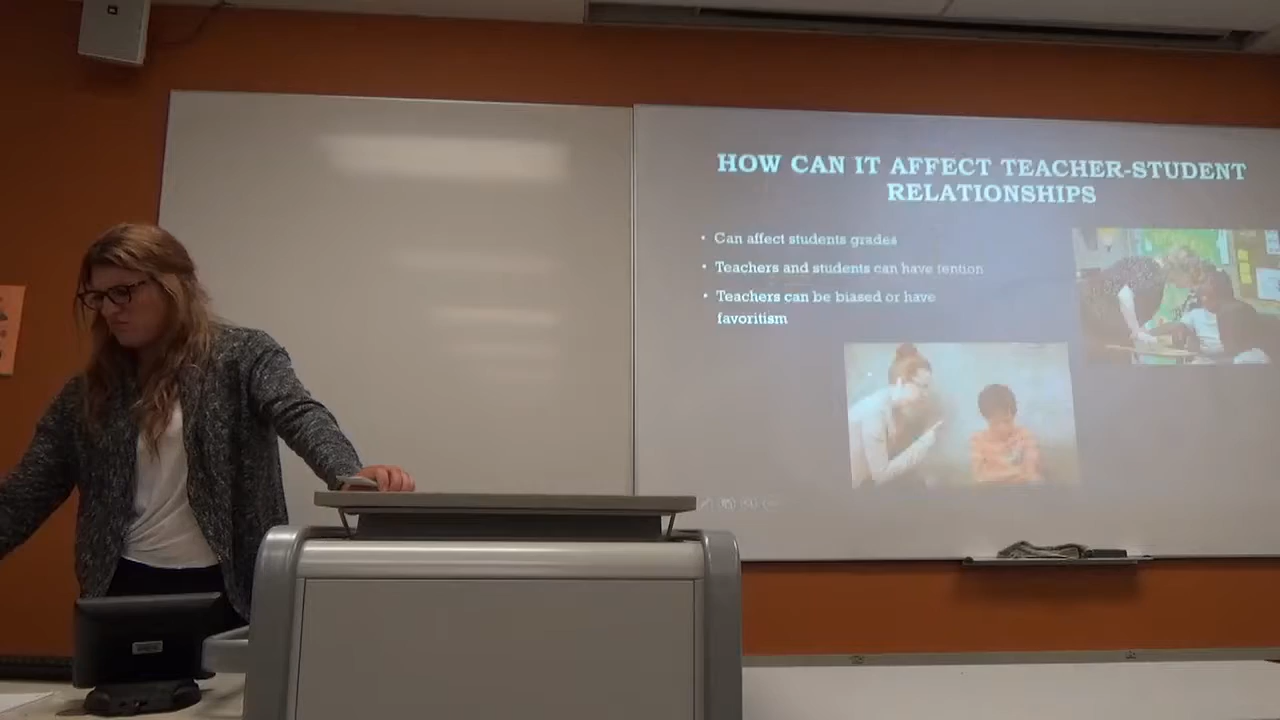 HOW CAN IT AFFECT TEACHER-STUDENT
RELATIONSHIPS
• Can affect students grades
• Teachers and students can have tention
• Teachers can be biased or have
favoritism